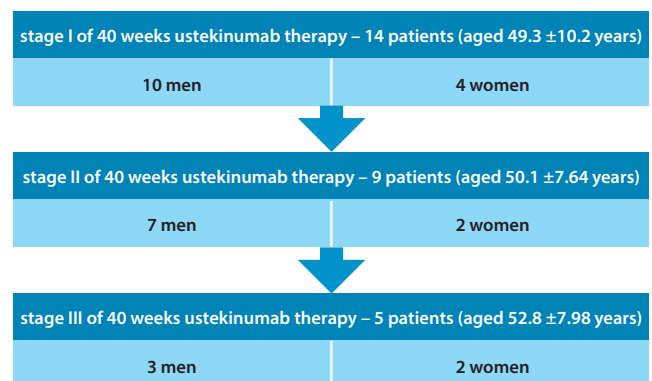 stage I of 40 weeks ustekinumab therapy – 14 patients (aged 49.3 ±10.2 years)
10 men 4 women
stage II of 40 weeks ustekinumab therapy – 9 patients (aged 50.1 ±7.64 years)
7 men 2 women
stage III of 40 weeks ustekinumab therapy – 5 patients (aged 52.8 ±7.98 years)
3 men 2 women